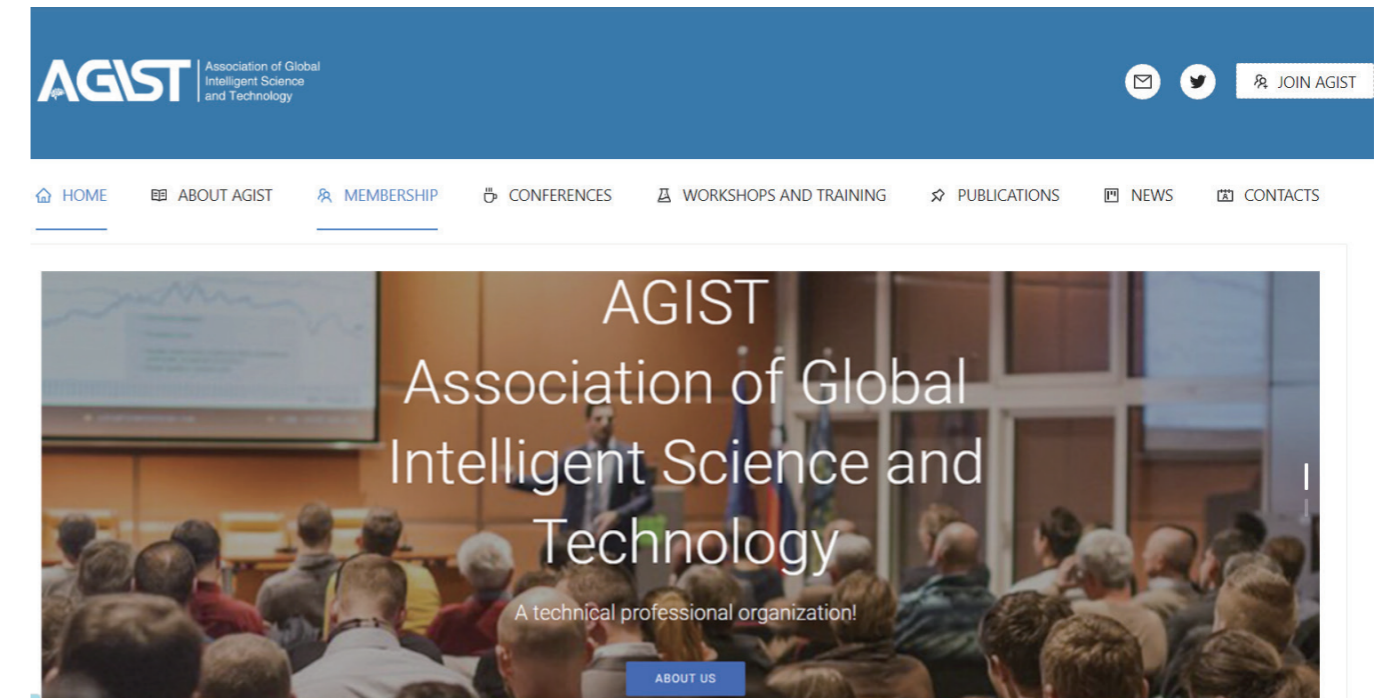 AGIST
Association of Global
Intelligent Science
and Technology
JOIN AGIST
HOME
ABOUT AGIST
MEMBERSHIP
CONFERENCES
WORKSHOPS AND TRAINING
PUBLICATIONS
NEWS
CONTACTS
AGIST
Association of Global
Intelligent Science and
Technology
A technical professional organization!
ABOUT US